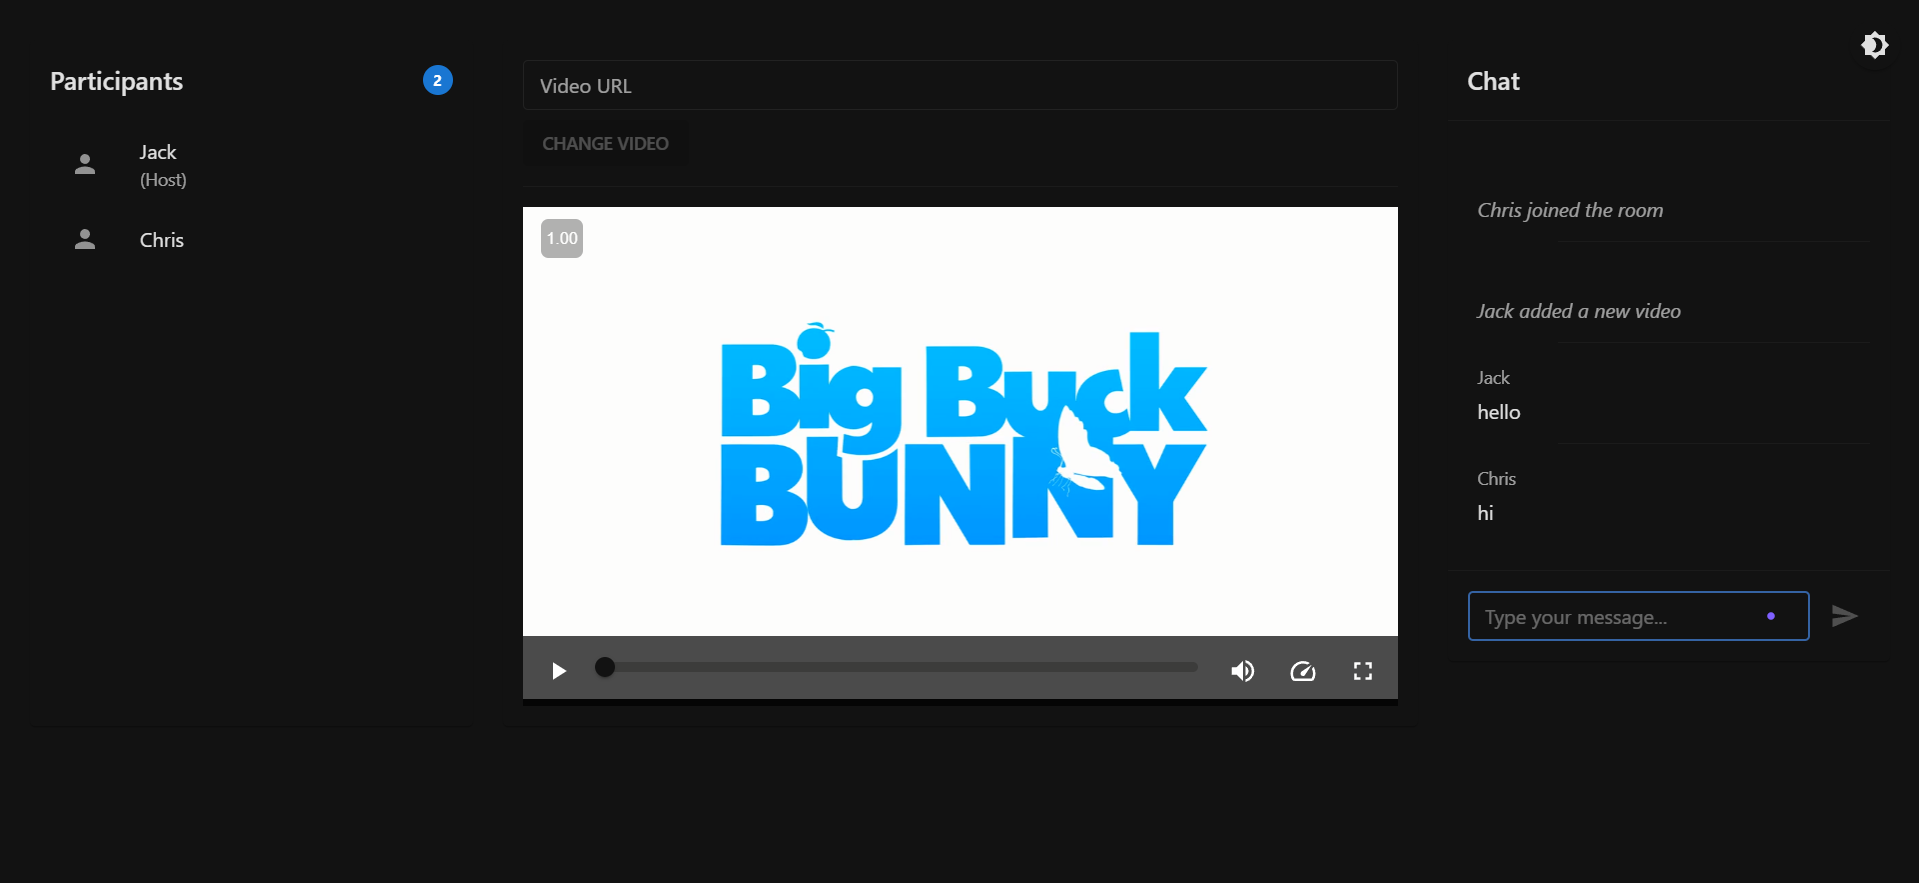 Participants
2
Jack
(Host)
Chris
Video URL
CHANGE VIDEO
1.00
Big Buck
BUNNY
Chat
Chris joined the room
Jack added a new video
Jack
hello
Chris
hi
Type your message...